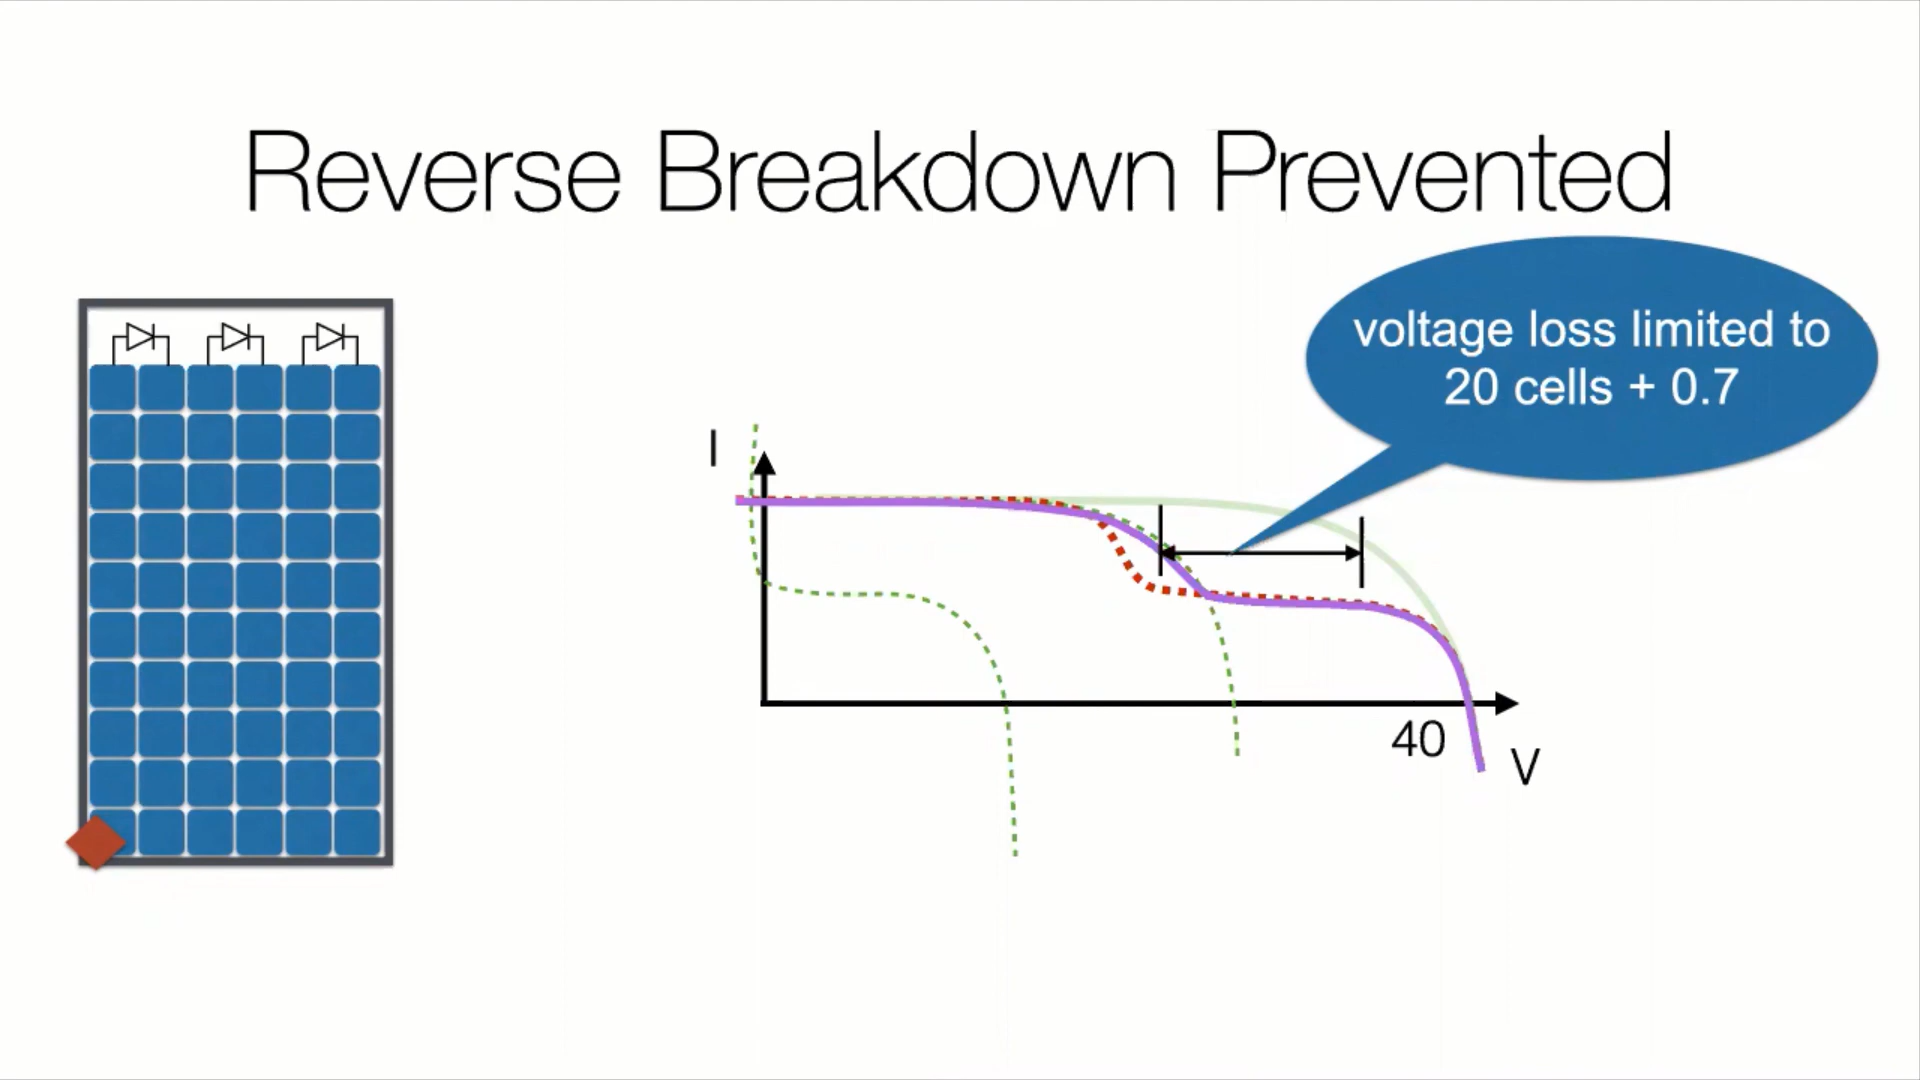 Reverse Breakdown Prevented
voltage loss limited to
20 cells + 0.7
I
40
V